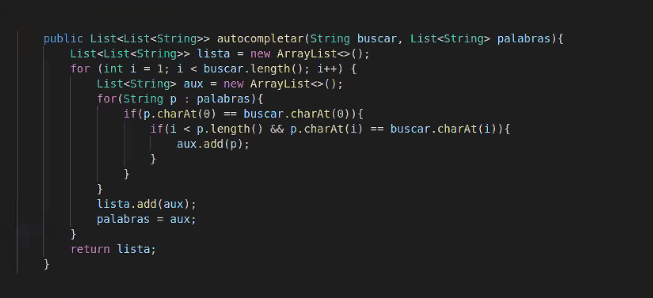 public List<List<String>> autocompletar(String buscar, List<String> palabras){
List<List<String>> lista = new ArrayList<>();
for (int i = 1; i < buscar.length(); i++) {
List<String> aux = new ArrayList<>();
for(String p : palabras){
if(p.charAt(0) == buscar.charAt(0)){
if(i < p.length() && p.charAt(i) == buscar.charAt(i)){
aux.add(p);
}
}
}
lista.add(aux);
palabras = aux;
}
return lista;
}